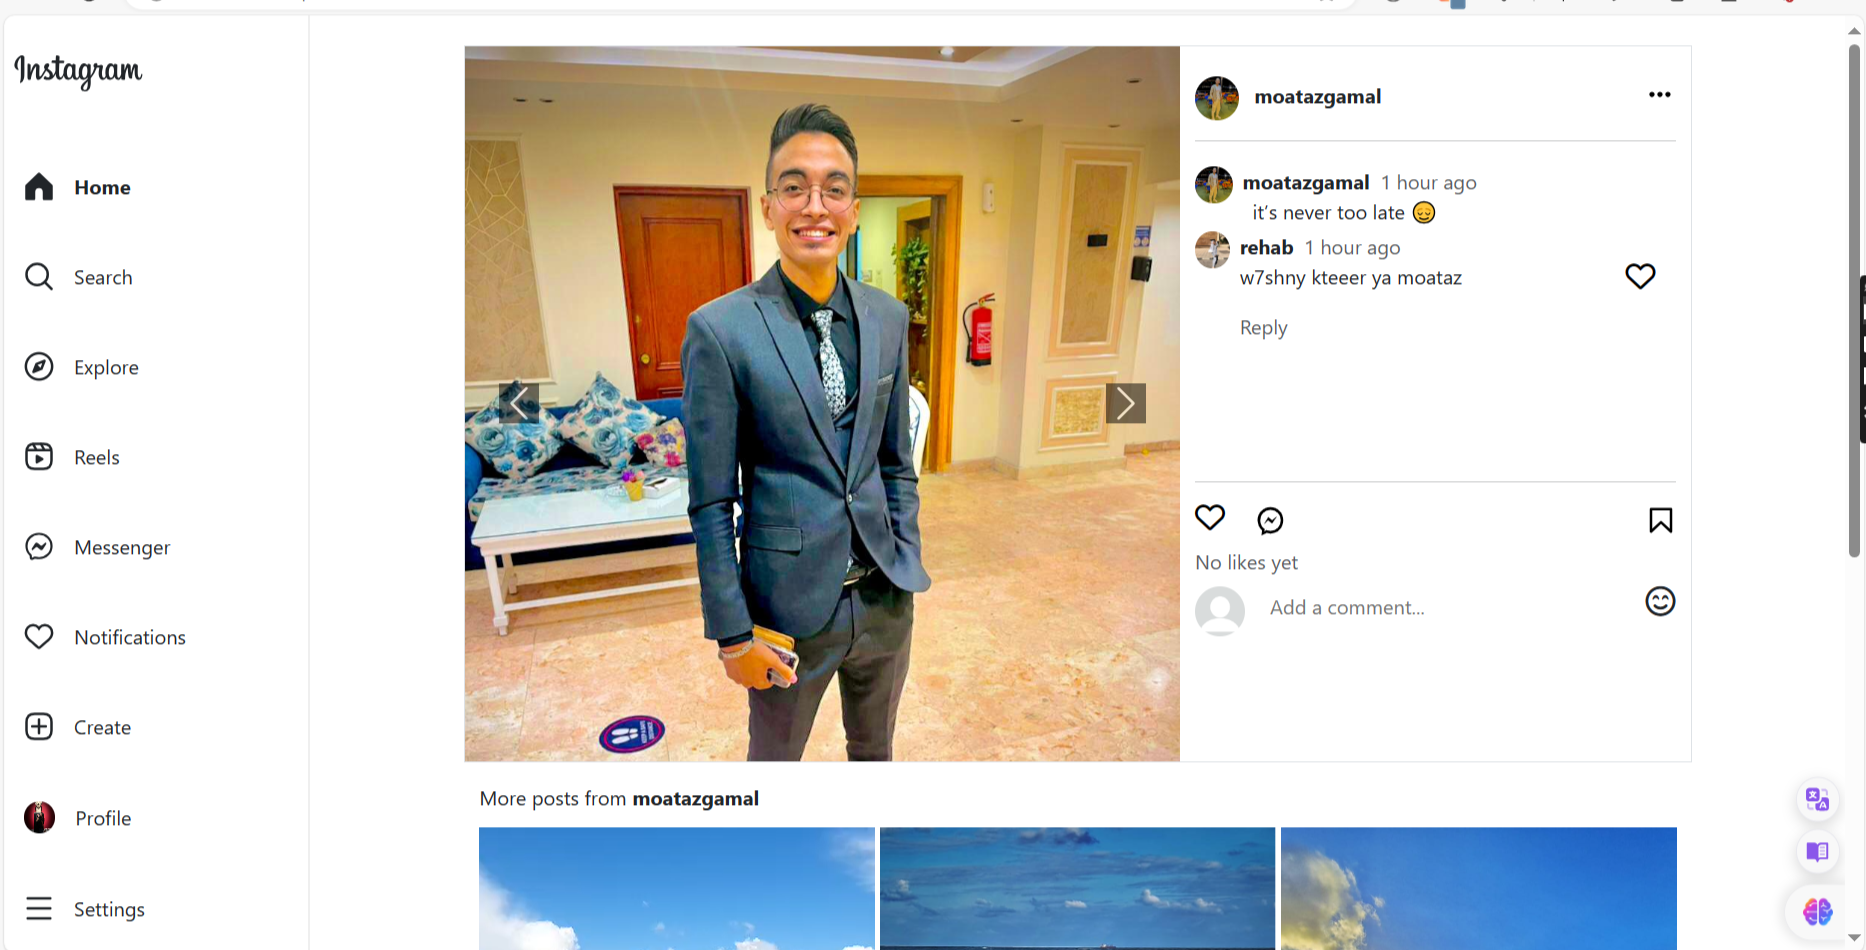 Instagram
Home
Search
Explore
Reels
Messenger
Notifications
Create
Profile
Settings
moatazgamal
moatazgamal 1 hour ago
it's never too late 😌
rehab 1 hour ago
w7shny kteeer ya moataz
Reply
No likes yet
Add a comment...
More posts from moatazgamal